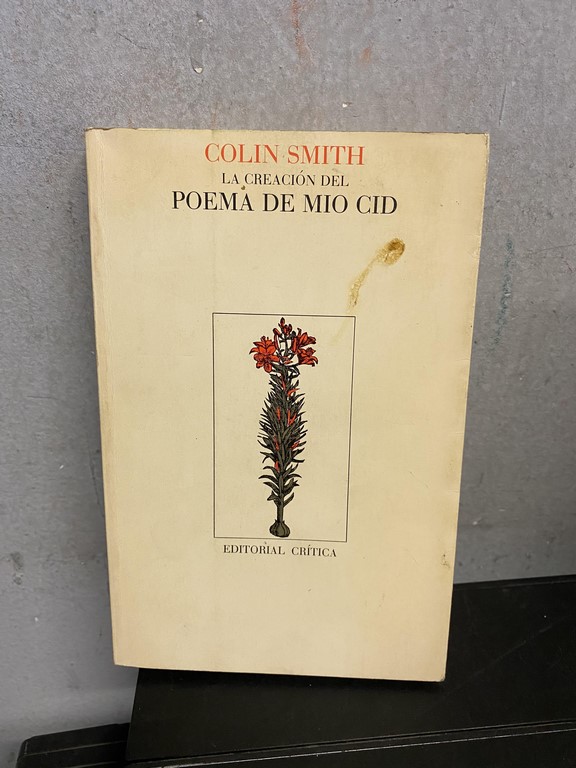 COLIN SMITH
LA CREACIÓN DEL
POEMA DE MIO CID
EDITORIAL CRÍTICA